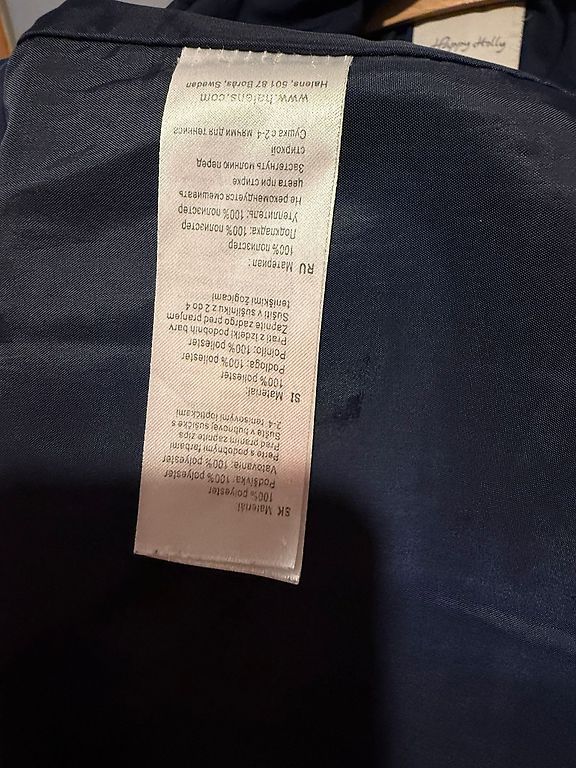 Happy Holly
SK Materiál:
100% polyester
Podšívka: 100% polyester
Vatovanie: 100% polyester
Perte s podobnými farbami
Pred praním zapnite zips
Sušte v bubnovej sušičke s
2-4 tenisovými loptičkami
SI Material:
100% poliester
Podloga: 100% poliester
Polnilo: 100% poliester
Prati z izdelki podobnih barv
Zapnite zadrgo pred pranjem
Sušiti v sušilniku z 2 do 4
teniškimi žogicami
RU Материал:
100% полиэстер
Подкладка: 100% полиэстер
Утеплитель: 100% полиэстер
Не рекомендуется смешивать
цвета при стирке
Застегнуть молнию перед
стиркой
Сушка с 2-4 мячми для тенниса
www.halens.com
Halens, 501 87 Borås, Sweden